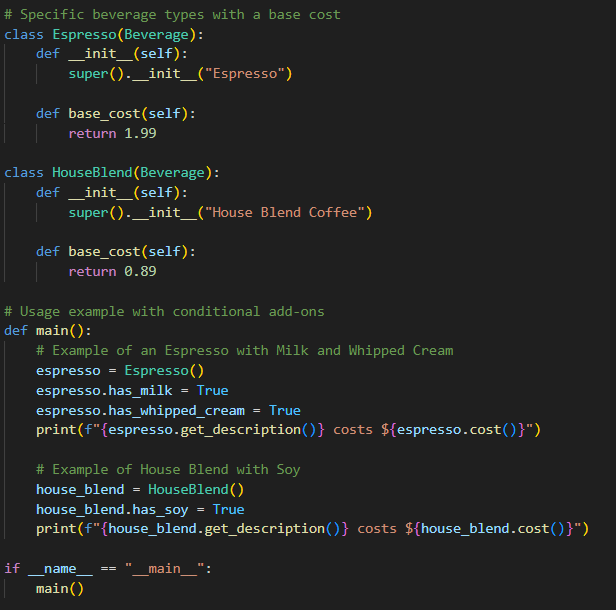 # Specific beverage types with a base cost
class Espresso(Beverage):
    def __init__(self):
        super().__init__("Espresso")

    def base_cost(self):
        return 1.99

class HouseBlend(Beverage):
    def __init__(self):
        super().__init__("House Blend Coffee")

    def base_cost(self):
        return 0.89

# Usage example with conditional add-ons
def main():
    # Example of an Espresso with Milk and Whipped Cream
    espresso = Espresso()
    espresso.has_milk = True
    espresso.has_whipped_cream = True
    print(f"{espresso.get_description()} costs ${espresso.cost()}")

    # Example of House Blend with Soy
    house_blend = HouseBlend()
    house_blend.has_soy = True
    print(f"{house_blend.get_description()} costs ${house_blend.cost()}")

if __name__ == "__main__":
    main()